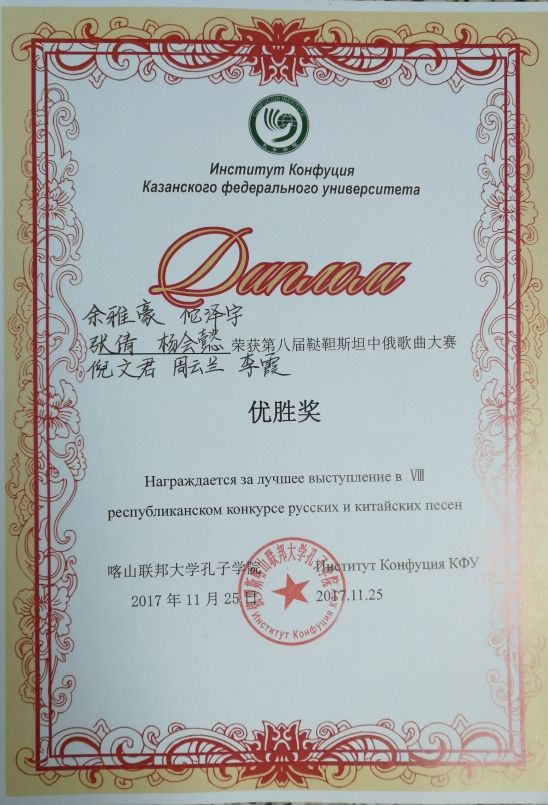 Институт Конфуция
Казанского федерального университета
Диплом
余雅豪 倪泽宇
张倩 杨会懿 荣获第八届鞑靼斯坦中俄歌曲大赛
倪文君 周云兰 李霞
优胜奖
Награждается за лучшее выступление в VIII
республиканском конкурсе русских и китайских песен
喀山联邦大学孔子学院 Институт Конфуция КФУ
2017 年 11 月 25 日 2017.11.25
Институт Конфуция К